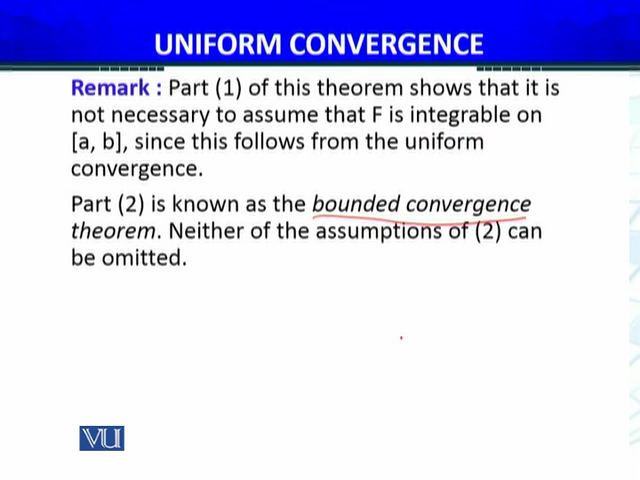 UNIFORM CONVERGENCE
Remark : Part (1) of this theorem shows that it is
not necessary to assume that F is integrable on
[a, b], since this follows from the uniform
convergence.
Part (2) is known as the bounded convergence
theorem. Neither of the assumptions of (2) can
be omitted.
VU